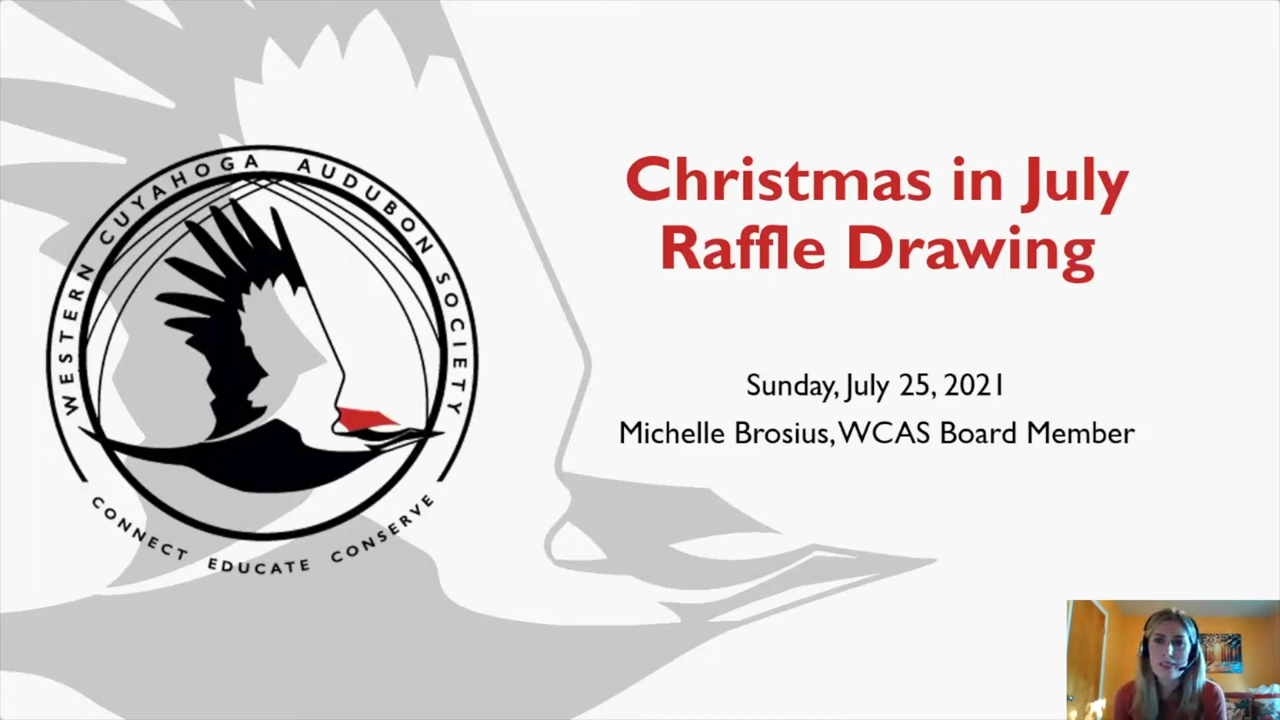 WESTERN CUYAHOGA AUDUBON SOCIETY
CONNECT EDUCATE CONSERVE
Christmas in July
Raffle Drawing
Sunday, July 25, 2021
Michelle Brosius, WCAS Board Member